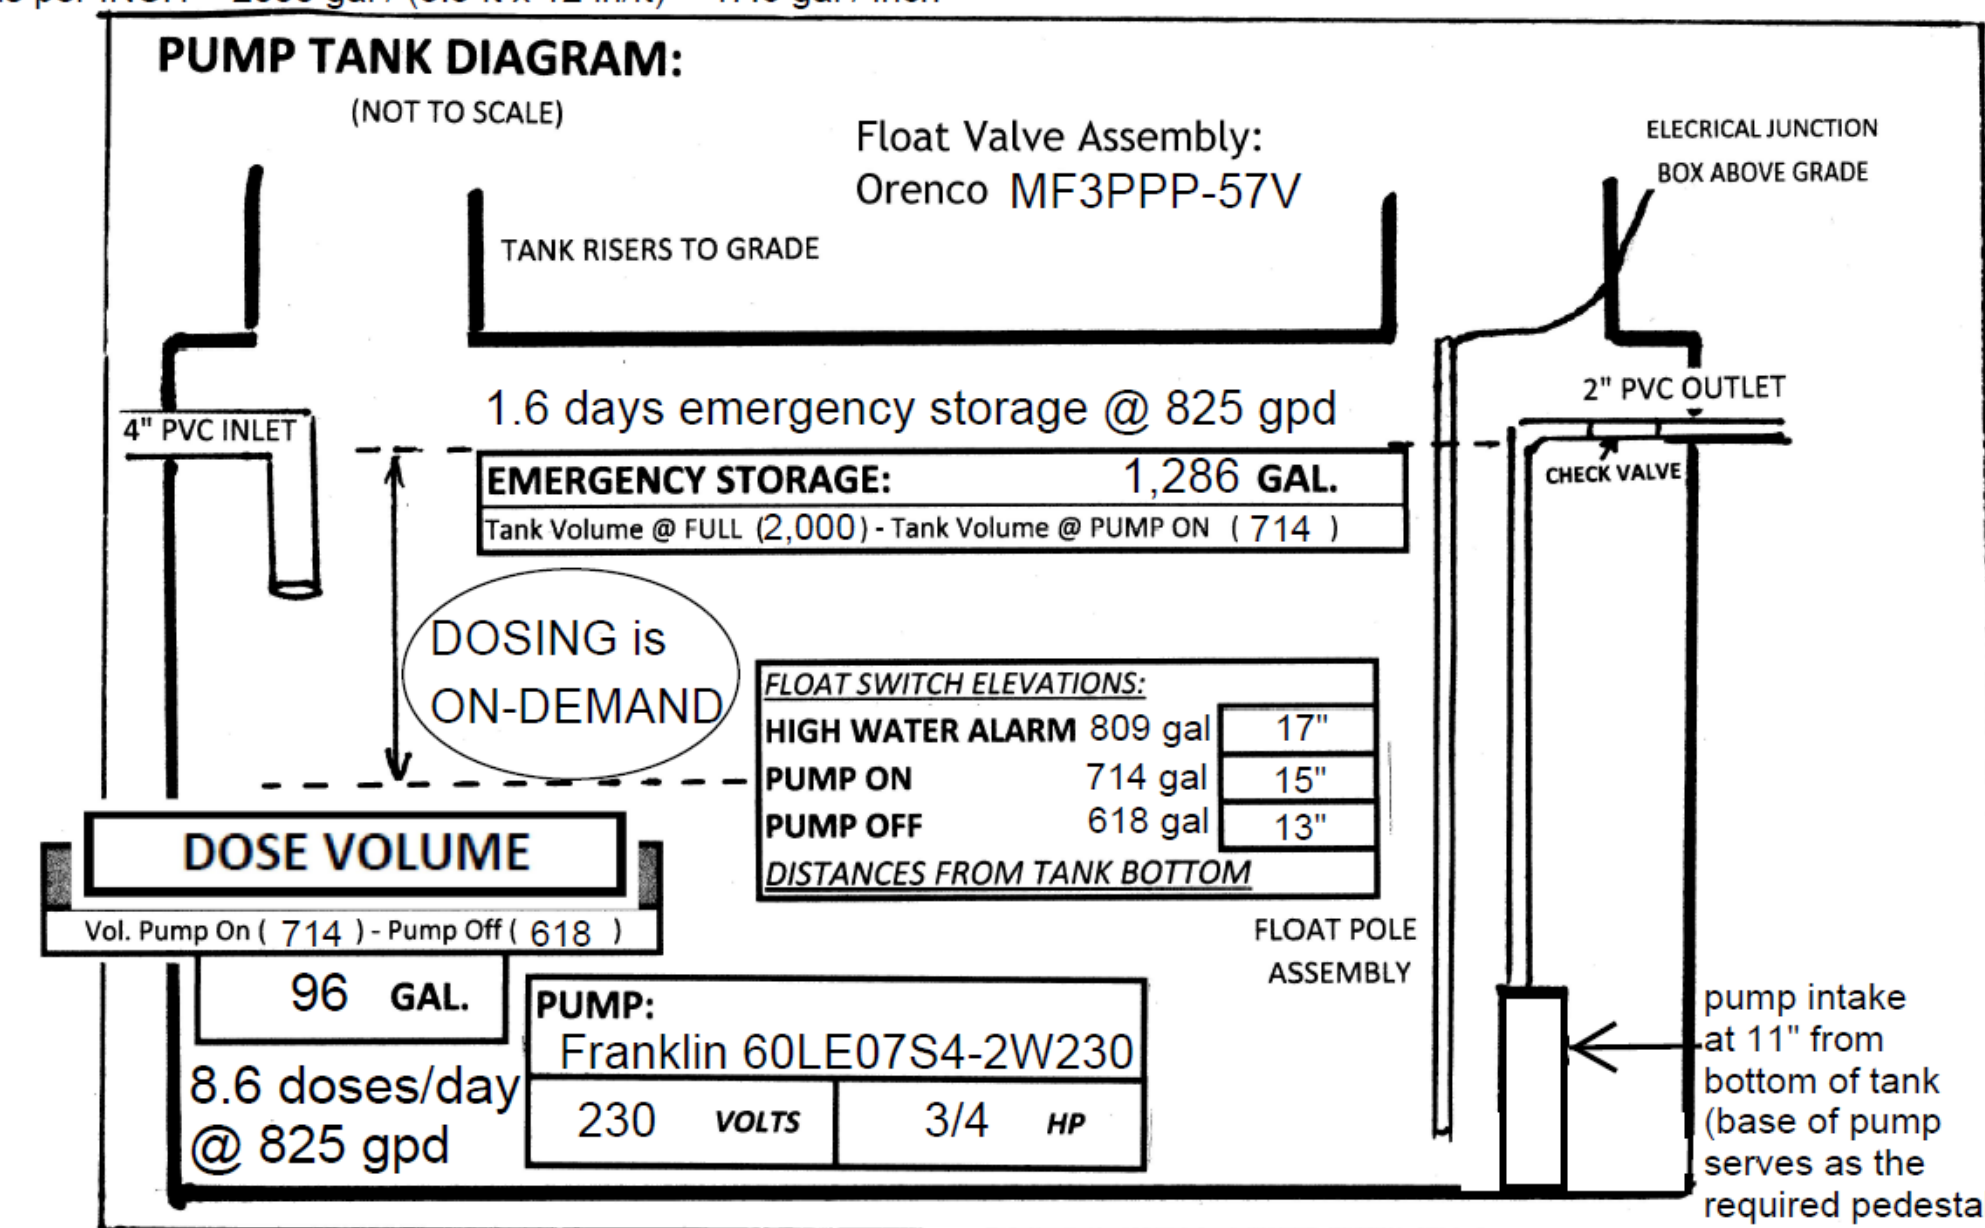 PUMP TANK DIAGRAM:
(NOT TO SCALE)
Float Valve Assembly:
Orenco MF3PPP-57V
ELECRICAL JUNCTION
BOX ABOVE GRADE
TANK RISERS TO GRADE
1.6 days emergency storage @ 825 gpd
2" PVC OUTLET
4" PVC INLET
EMERGENCY STORAGE: 1,286 GAL.
CHECK VALVE
Tank Volume @ FULL (2,000) - Tank Volume @ PUMP ON ( 714 )
DOSING is
ON-DEMAND
FLOAT SWITCH ELEVATIONS:
HIGH WATER ALARM 809 gal 17"
PUMP ON 714 gal 15"
PUMP OFF 618 gal 13"
DISTANCES FROM TANK BOTTOM
DOSE VOLUME
Vol. Pump On ( 714 ) - Pump Off ( 618 )
96 GAL.
8.6 doses/day
@ 825 gpd
PUMP:
Franklin 60LE07S4-2W230
230 VOLTS 3/4 HP
FLOAT POLE
ASSEMBLY
pump intake
at 11" from
bottom of tank
(base of pump
serves as the
required pedesta